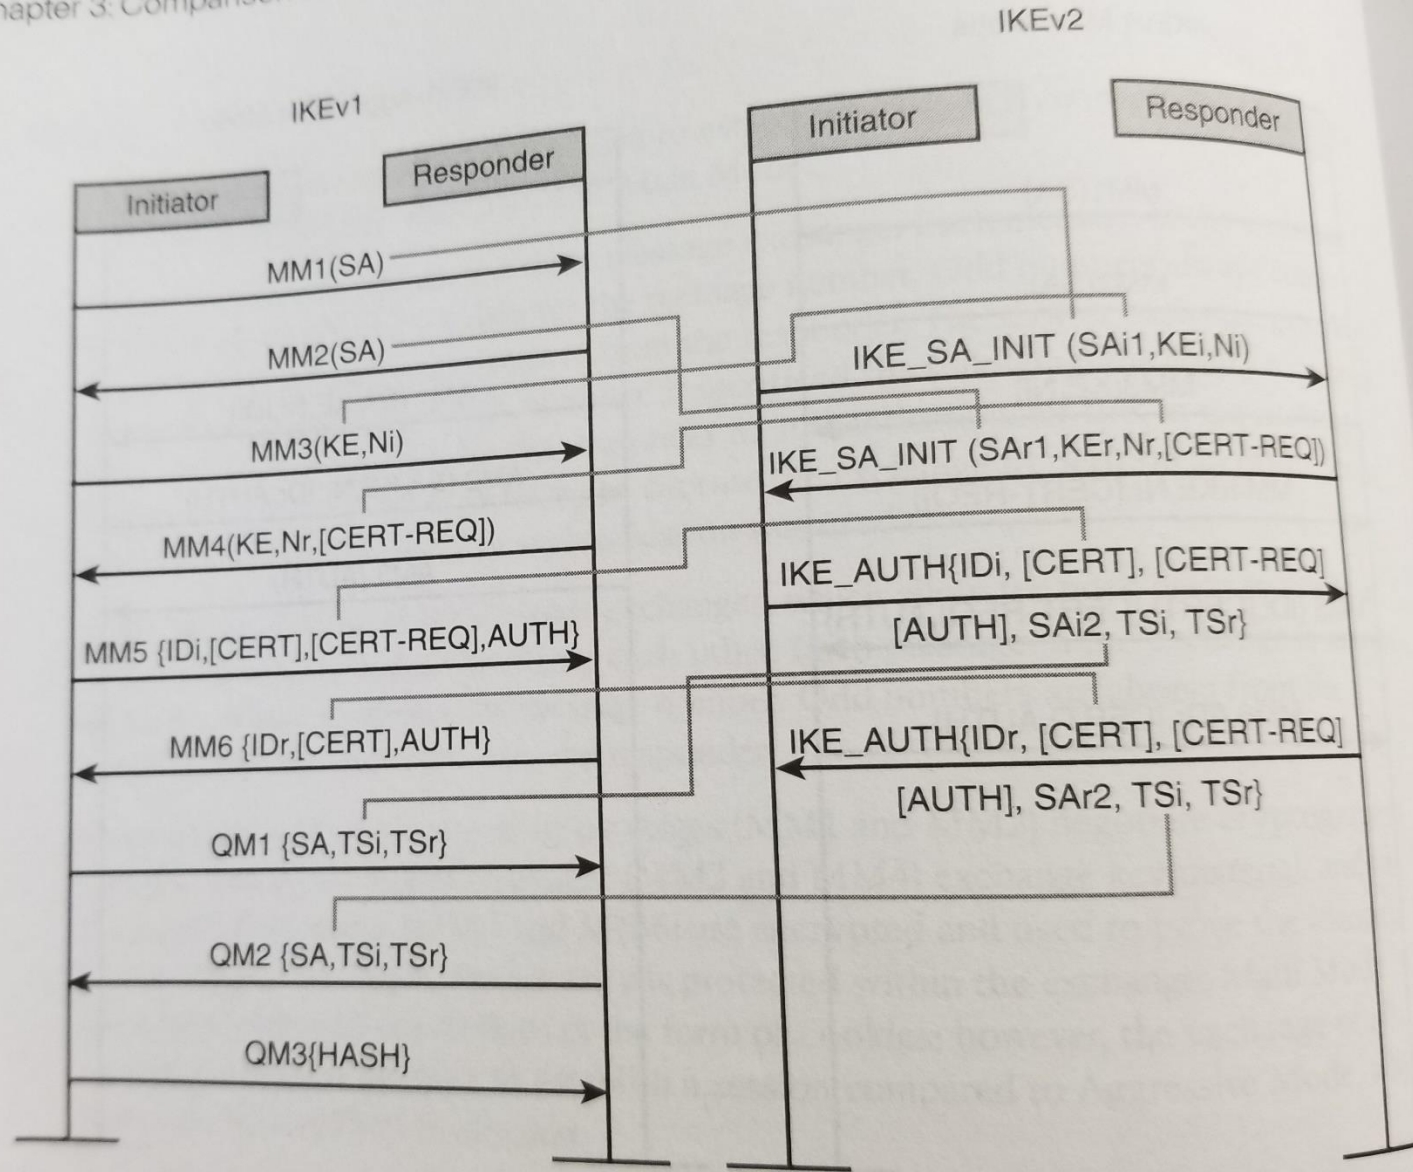 Chapter 3: Comparison
IKEv1
Initiator
Responder
MM1(SA)
MM2(SA)
MM3(KE,Ni)
MM4(KE,Nr,[CERT-REQ])
MM5 {IDi,[CERT],[CERT-REQ],AUTH}
MM6 {IDr,[CERT],AUTH}
QM1 {SA,TSi,TSr}
QM2 {SA,TSi,TSr}
QM3{HASH}
IKEv2
Initiator
Responder
IKE_SA_INIT (SAi1,KEi,Ni)
IKE_SA_INIT (SAr1,KEr,Nr,[CERT-REQ])
IKE_AUTH{IDi, [CERT], [CERT-REQ]
[AUTH], SAi2, TSi, TSr}
IKE_AUTH{IDr, [CERT], [CERT-REQ]
[AUTH], SAr2, TSi, TSr}